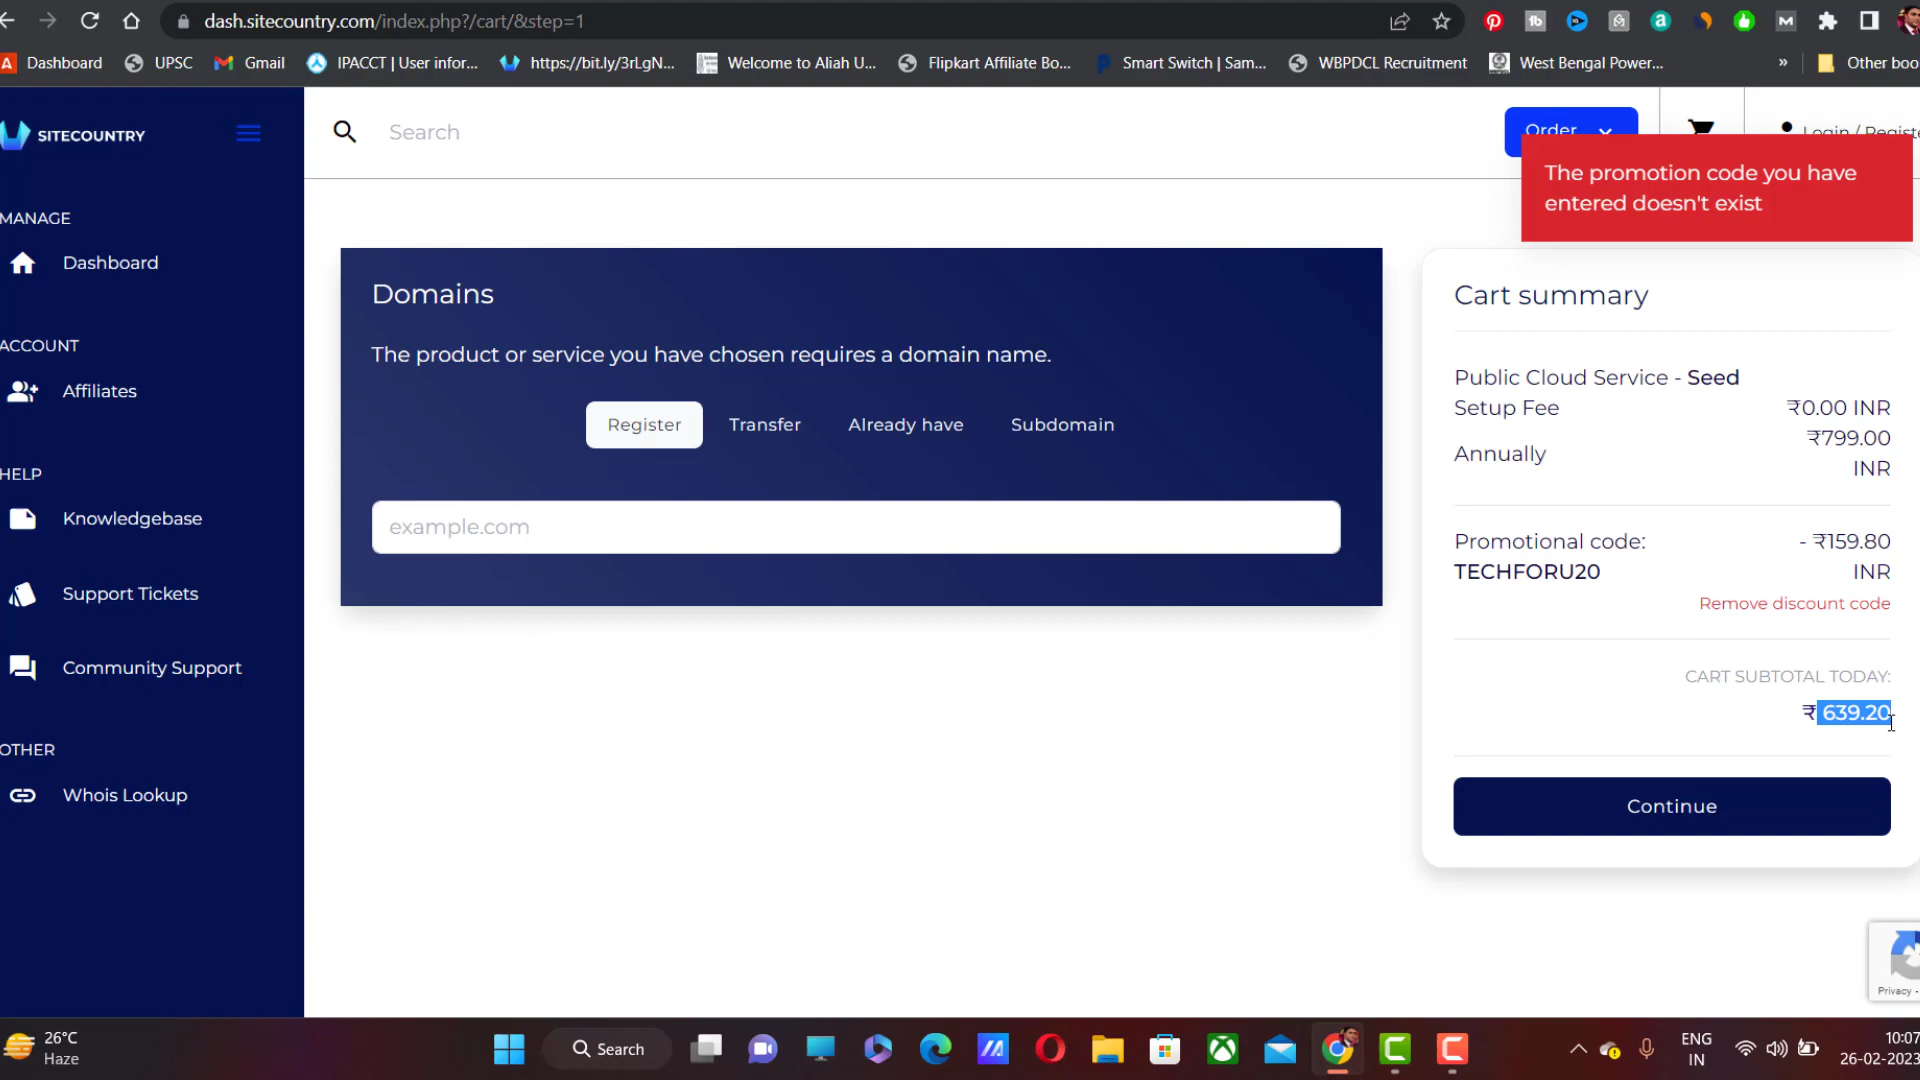 dash.sitecountry.com/index.php?/cart/&step=1
Dashboard
UPSC
Gmail
IPACCT | User infor...
https://bit.ly/3rLgN...
Welcome to Aliah U...
Flipkart Affiliate Bo...
Smart Switch | Sam...
WBPDCL Recruitment
West Bengal Power...
»
Other boo
SITECOUNTRY
Search
Order
Login / Registe
The promotion code you have
entered doesn't exist
MANAGE
Dashboard
ACCOUNT
Affiliates
HELP
Knowledgebase
Support Tickets
Community Support
OTHER
Whois Lookup
Domains
The product or service you have chosen requires a domain name.
Register
Transfer
Already have
Subdomain
example.com
Cart summary
Public Cloud Service - Seed
Setup Fee ₹0.00 INR
Annually ₹799.00
INR
Promotional code: - ₹159.80
TECHFORU20 INR
Remove discount code
CART SUBTOTAL TODAY:
₹ 639.20
Continue
Privacy -
26°C
Haze
Search
ENG
IN
10:07
26-02-2023